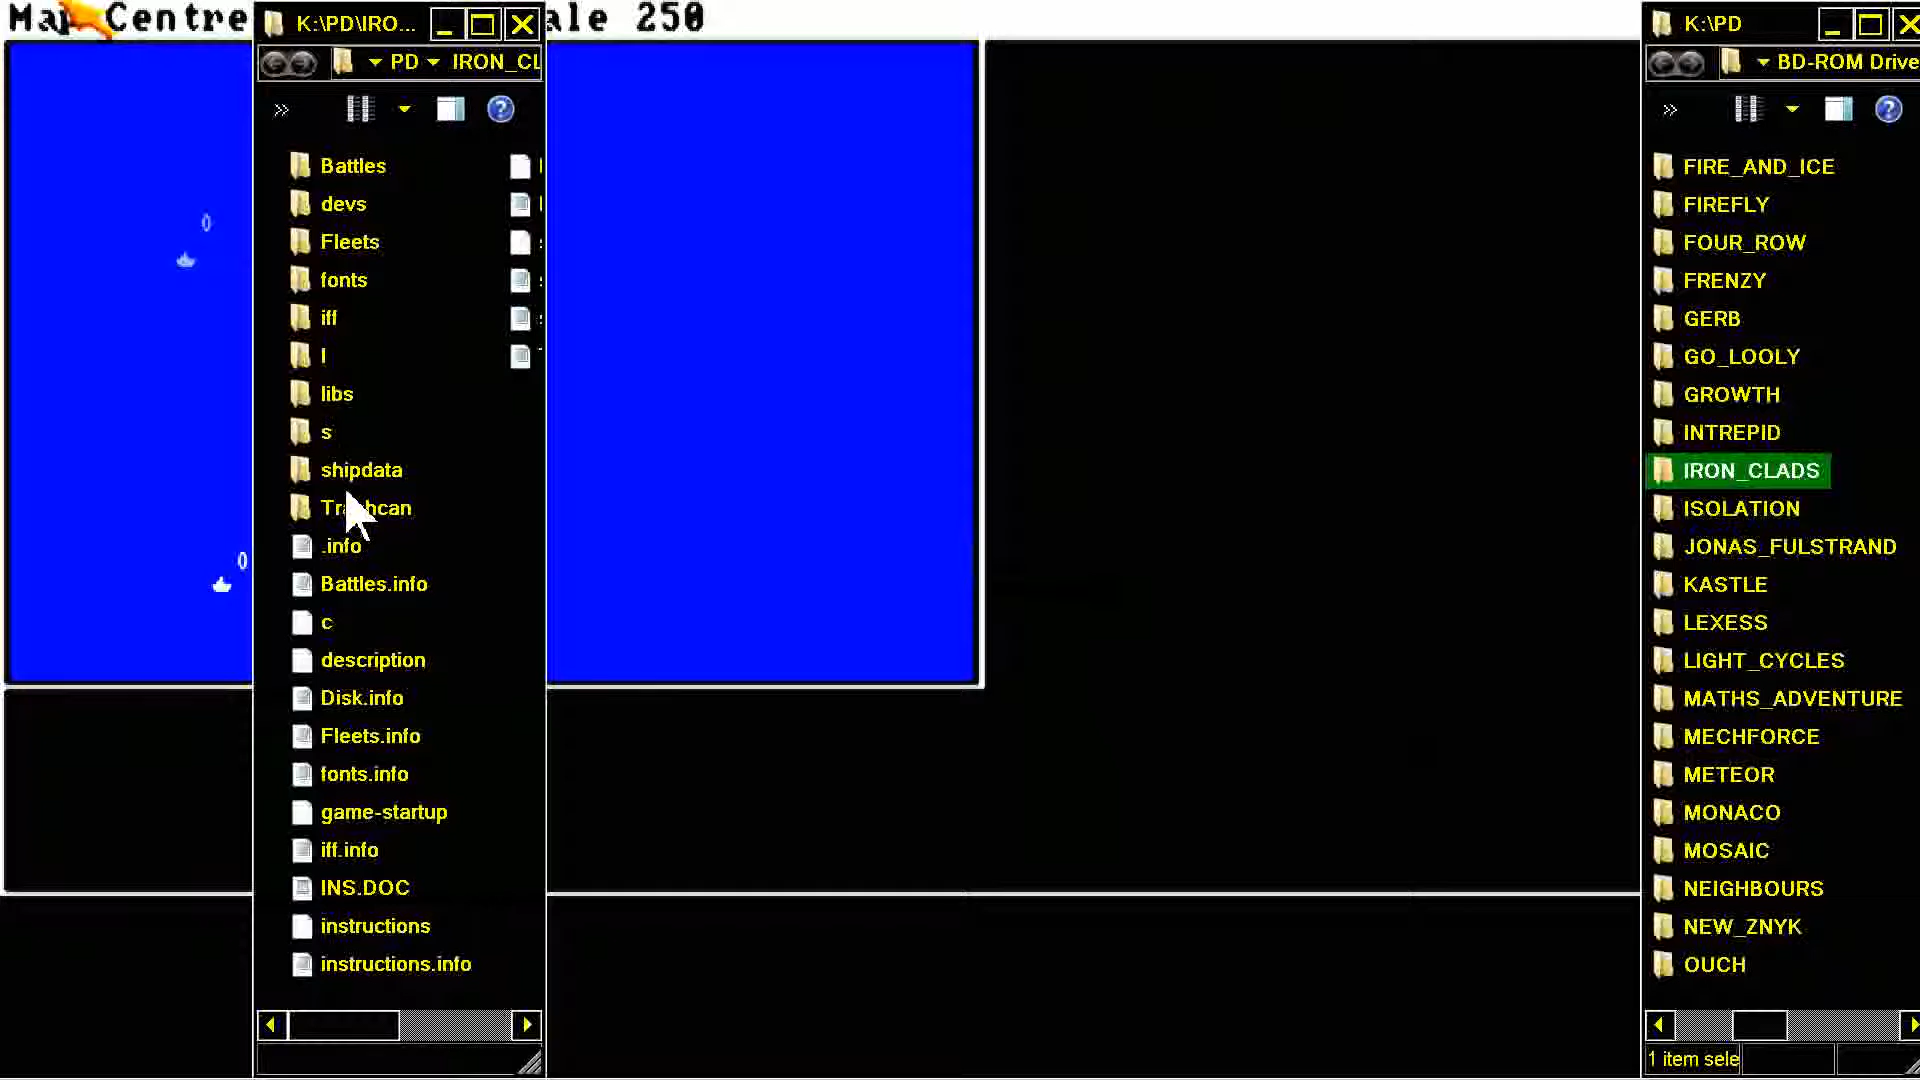 Map Centre
ale 250
0
0
K:\PD\IRO...
PD IRON_CL
Battles
devs
Fleets
fonts
iff
l
libs
s
shipdata
Trashcan
.info
Battles.info
c
description
Disk.info
Fleets.info
fonts.info
game-startup
iff.info
INS.DOC
instructions
instructions.info
K:\PD
BD-ROM Drive
FIRE_AND_ICE
FIREFLY
FOUR_ROW
FRENZY
GERB
GO_LOOLY
GROWTH
INTREPID
IRON_CLADS
ISOLATION
JONAS_FULSTRAND
KASTLE
LEXESS
LIGHT_CYCLES
MATHS_ADVENTURE
MECHFORCE
METEOR
MONACO
MOSAIC
NEIGHBOURS
NEW_ZNYK
OUCH
1 item sele